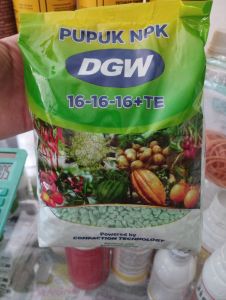 PUPUK NPK
DGW
16-16-16+TE
Powered by
COMPACTION TECHNOLOGY